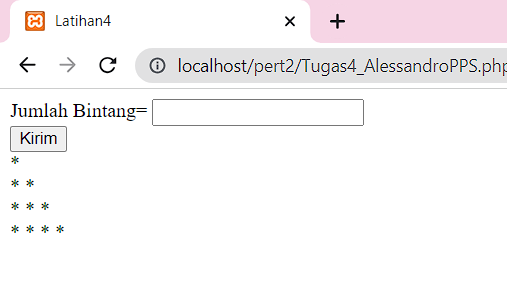 Latihan4
localhost/pert2/Tugas4_AlessandroPPS.php
Jumlah Bintang=
Kirim
*
* *
* * *
* * * *